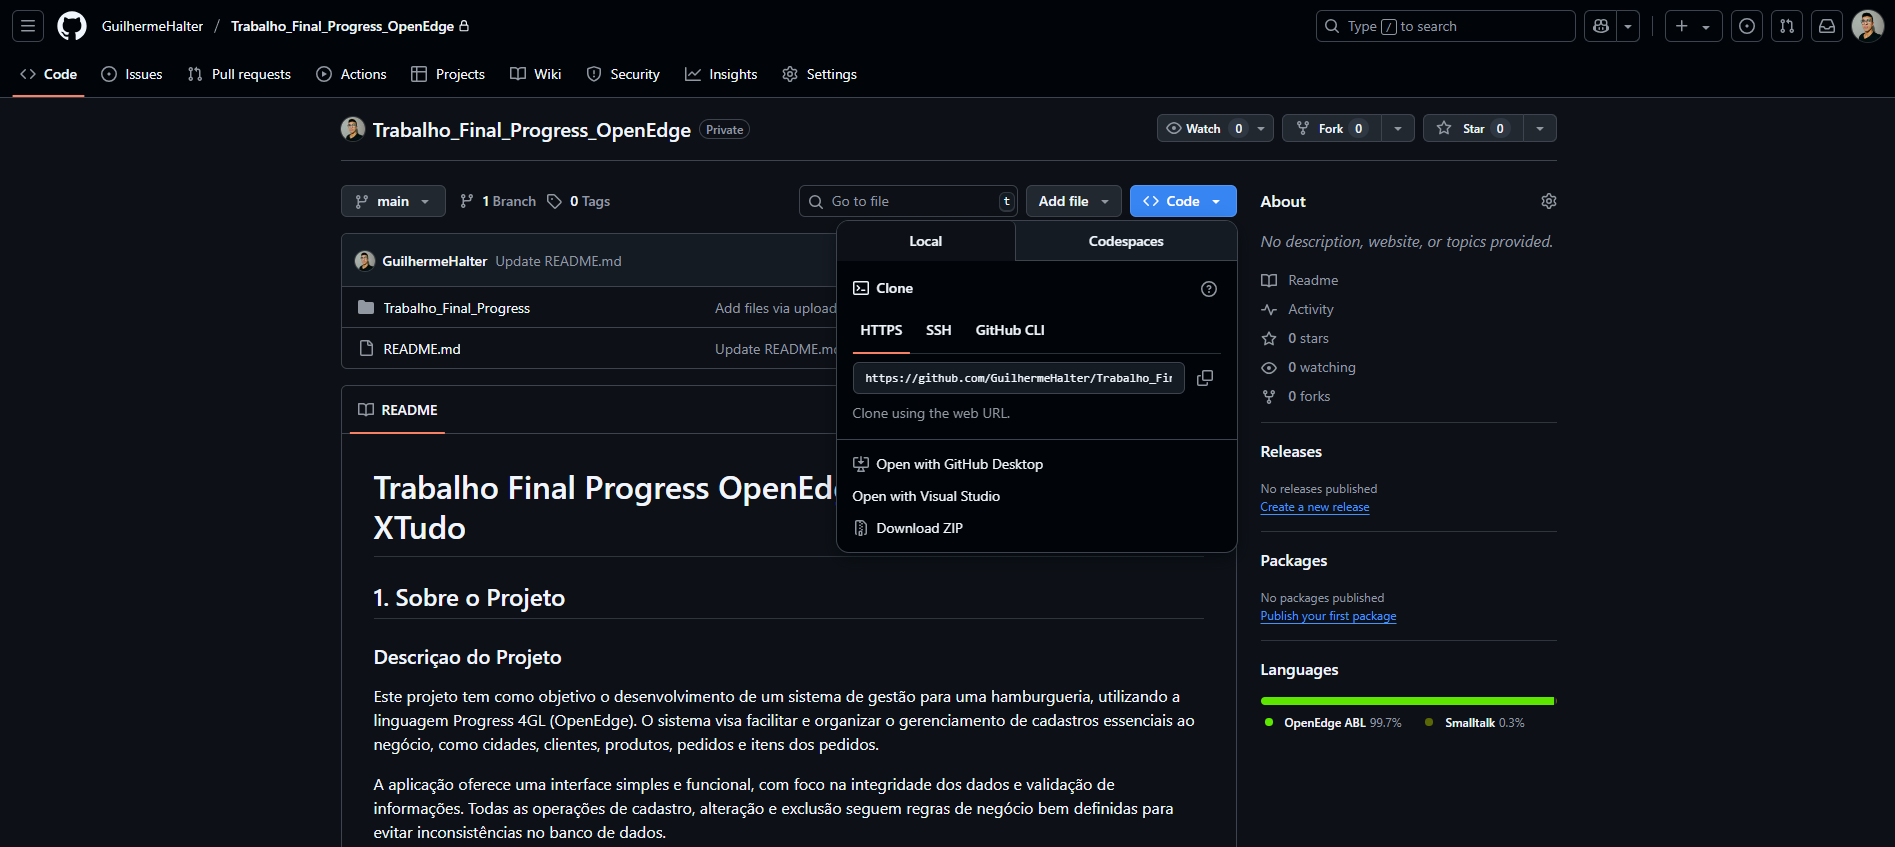 GuilhermeHalter / Trabalho_Final_Progress_OpenEdge
Type / to search
Code Issues Pull requests Actions Projects Wiki Security Insights Settings
Trabalho_Final_Progress_OpenEdge Private
Watch 0 Fork 0 Star 0
main 1 Branch 0 Tags
Go to file t Add file Code
GuilhermeHalter Update README.md
Trabalho_Final_Progress Add files via upload
README.md Update README.md
Local Codespaces
Clone
HTTPS SSH GitHub CLI
https://github.com/GuilhermeHalter/Trabalho_Fin
Clone using the web URL.
Open with GitHub Desktop
Open with Visual Studio
Download ZIP
README
Trabalho Final Progress OpenEd
XTudo
1. Sobre o Projeto
Descriçao do Projeto
Este projeto tem como objetivo o desenvolvimento de um sistema de gestão para uma hamburgueria, utilizando a
linguagem Progress 4GL (OpenEdge). O sistema visa facilitar e organizar o gerenciamento de cadastros essenciais ao
negócio, como cidades, clientes, produtos, pedidos e itens dos pedidos.
A aplicação oferece uma interface simples e funcional, com foco na integridade dos dados e validação de
informações. Todas as operações de cadastro, alteração e exclusão seguem regras de negócio bem definidas para
evitar inconsistências no banco de dados.
About
No description, website, or topics provided.
Readme
Activity
0 stars
0 watching
0 forks
Releases
No releases published
Create a new release
Packages
No packages published
Publish your first package
Languages
OpenEdge ABL 99.7% Smalltalk 0.3%